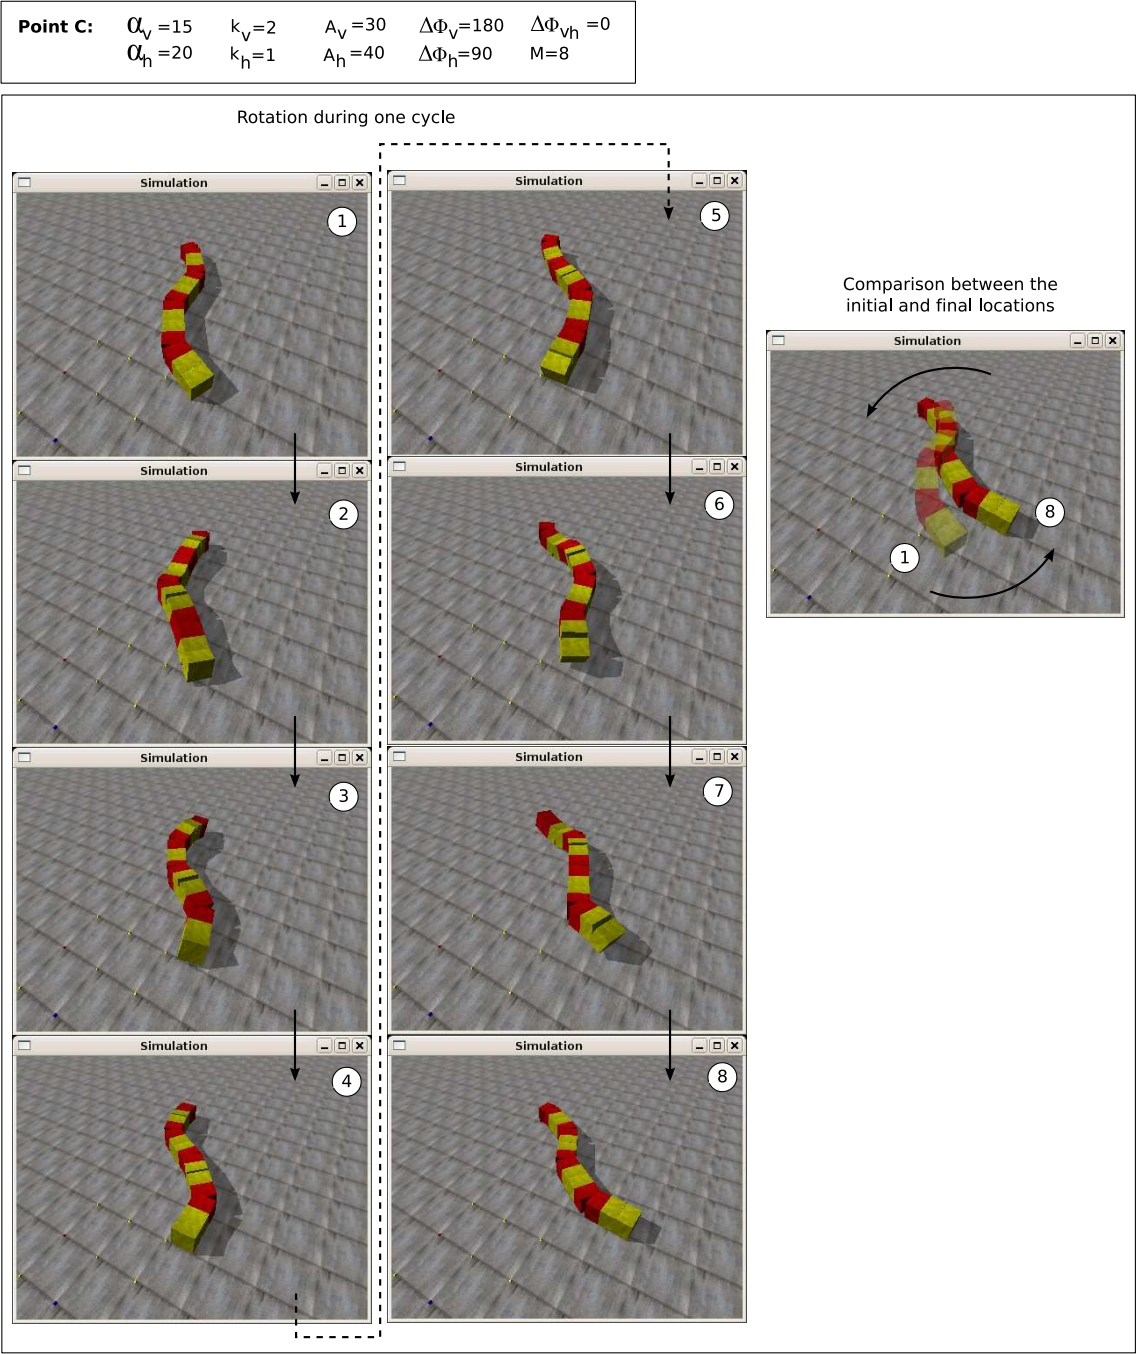 Point C: αv =15 kv=2 Av =30 ΔΦv=180 ΔΦvh =0
αh =20 kh=1 Ah =40 ΔΦh=90 M=8
Rotation during one cycle
Simulation
1
Simulation
2
Simulation
3
Simulation
4
Simulation
5
Simulation
6
Simulation
7
Simulation
8
Comparison between the
initial and final locations
Simulation
8
1